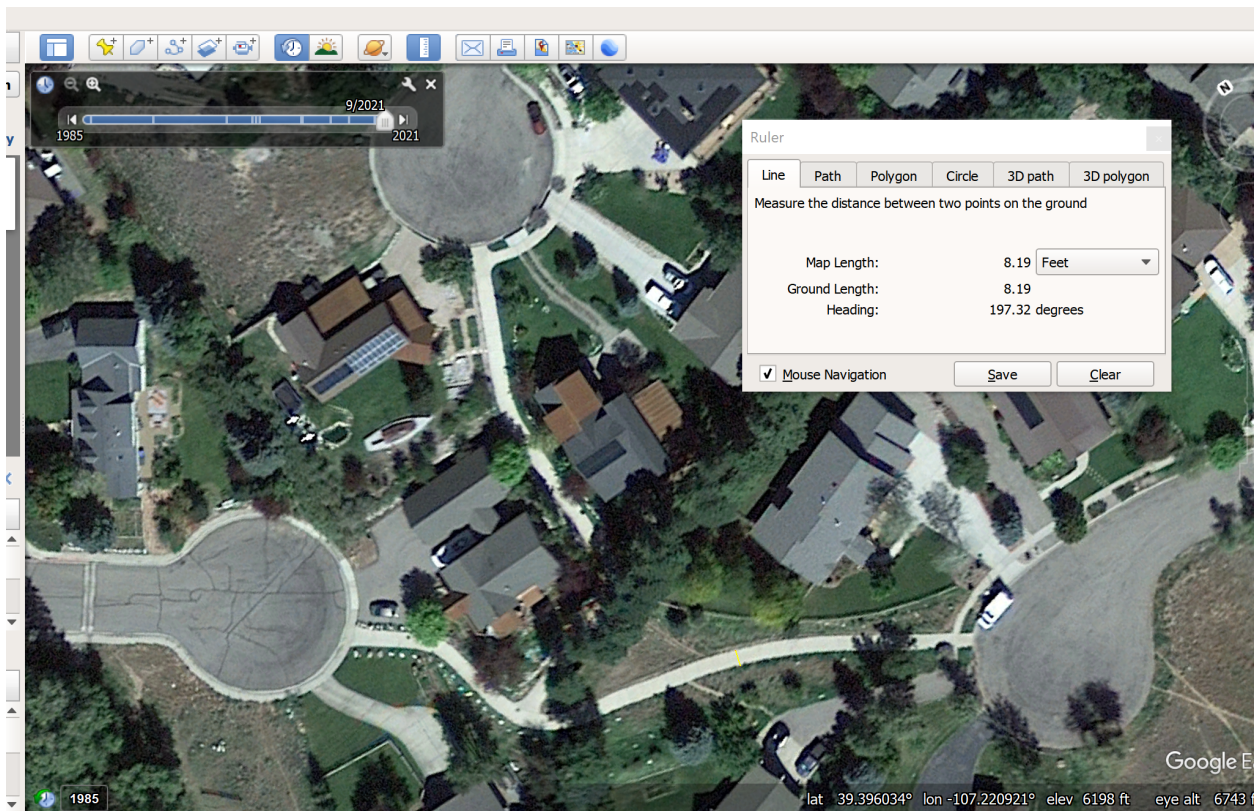 9/2021
1985
2021
N
Ruler
Line Path Polygon Circle 3D path 3D polygon
Measure the distance between two points on the ground
Map Length: 8.19 Feet
Ground Length: 8.19
Heading: 197.32 degrees
Mouse Navigation Save Clear
Google E
1985
lat 39.396034° lon -107.220921° elev 6198 ft eye alt 6743